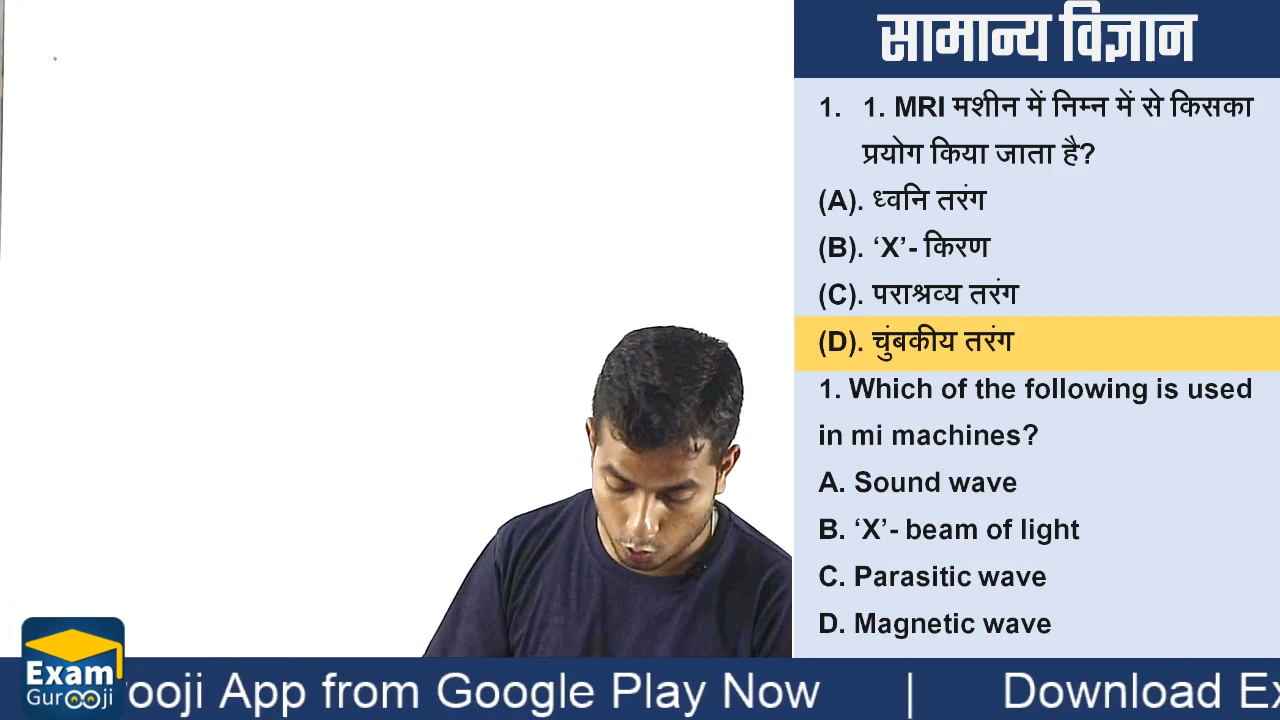 सामान्य विज्ञान
1. 1. MRI मशीन में निम्न में से किसका
प्रयोग किया जाता है?
(A). ध्वनि तरंग
(B). ‘X’- किरण
(C). पराश्रव्य तरंग
(D). चुंबकीय तरंग
1. Which of the following is used
in mi machines?
A. Sound wave
B. ‘X’- beam of light
C. Parasitic wave
D. Magnetic wave
Exam
Gurooji
rooji App from Google Play Now | Download Ex